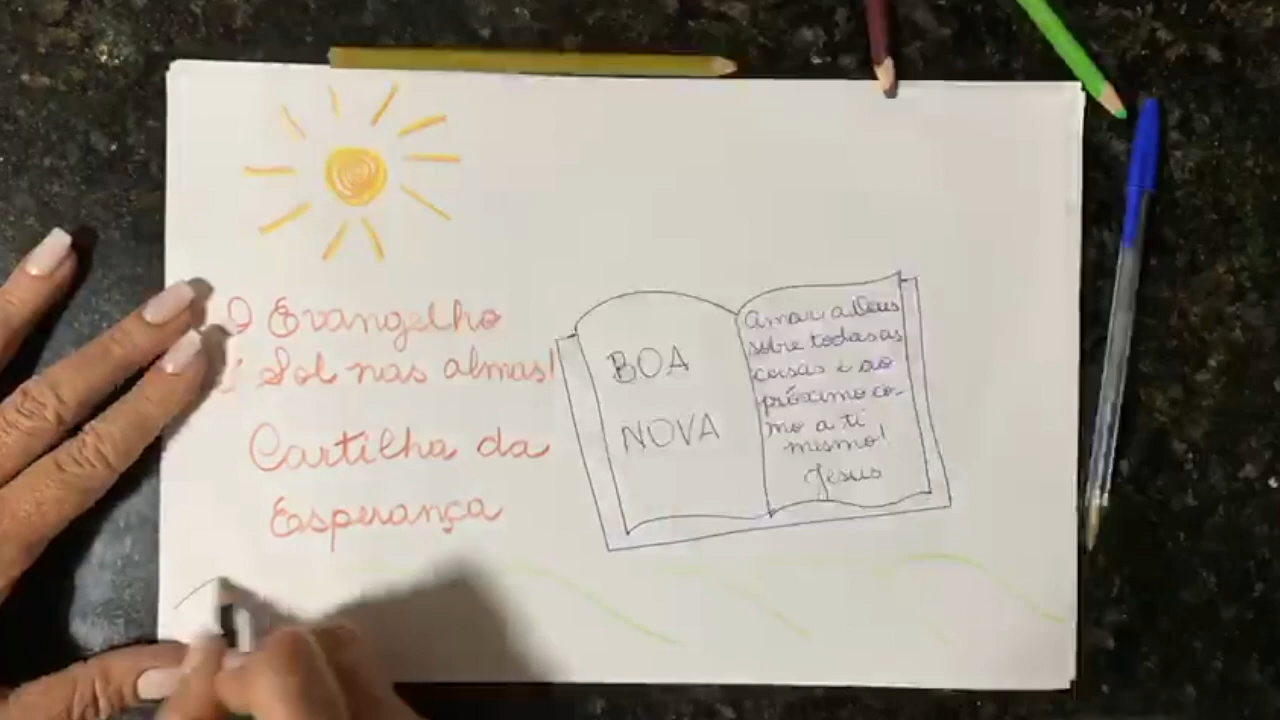 O Evangelho
é Sol nas almas!
Cartilha da
Esperança
BOA
NOVA
Amar a Deus
sobre todas as
coisas e ao
próximo co-
mo a ti
mesmo!
Jesus